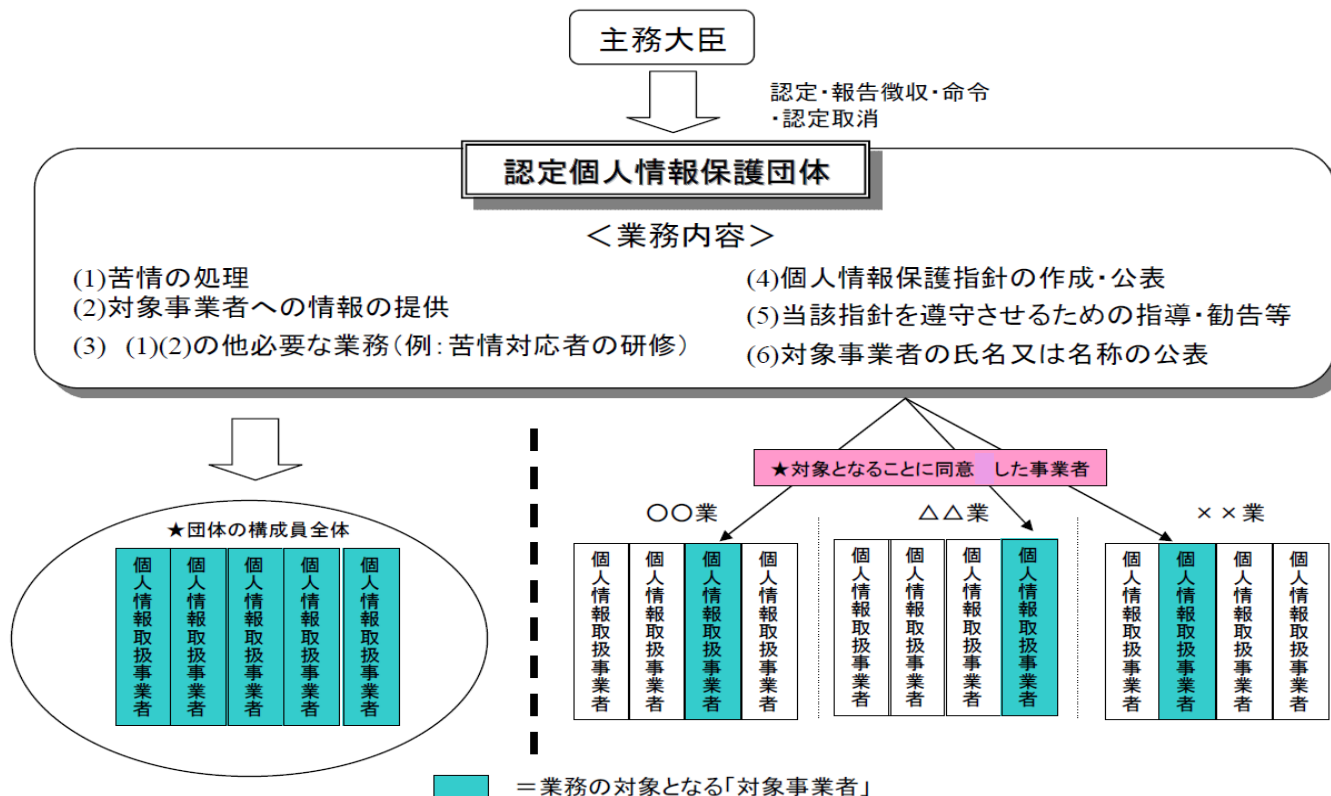 主務大臣
認定・報告徴収・命令
・認定取消
認定個人情報保護団体
＜業務内容＞
(1)苦情の処理
(2)対象事業者への情報の提供
(3) (1)(2)の他必要な業務(例：苦情対応者の研修)
(4)個人情報保護指針の作成・公表
(5)当該指針を遵守させるための指導・勧告等
(6)対象事業者の氏名又は名称の公表
★団体の構成員全体
個人情報取扱事業者
個人情報取扱事業者
個人情報取扱事業者
個人情報取扱事業者
個人情報取扱事業者
★対象となることに同意 した事業者
〇〇業
個人情報取扱事業者
個人情報取扱事業者
個人情報取扱事業者
個人情報取扱事業者
△△業
個人情報取扱事業者
個人情報取扱事業者
個人情報取扱事業者
個人情報取扱事業者
××業
個人情報取扱事業者
個人情報取扱事業者
個人情報取扱事業者
個人情報取扱事業者
＝業務の対象となる「対象事業者」